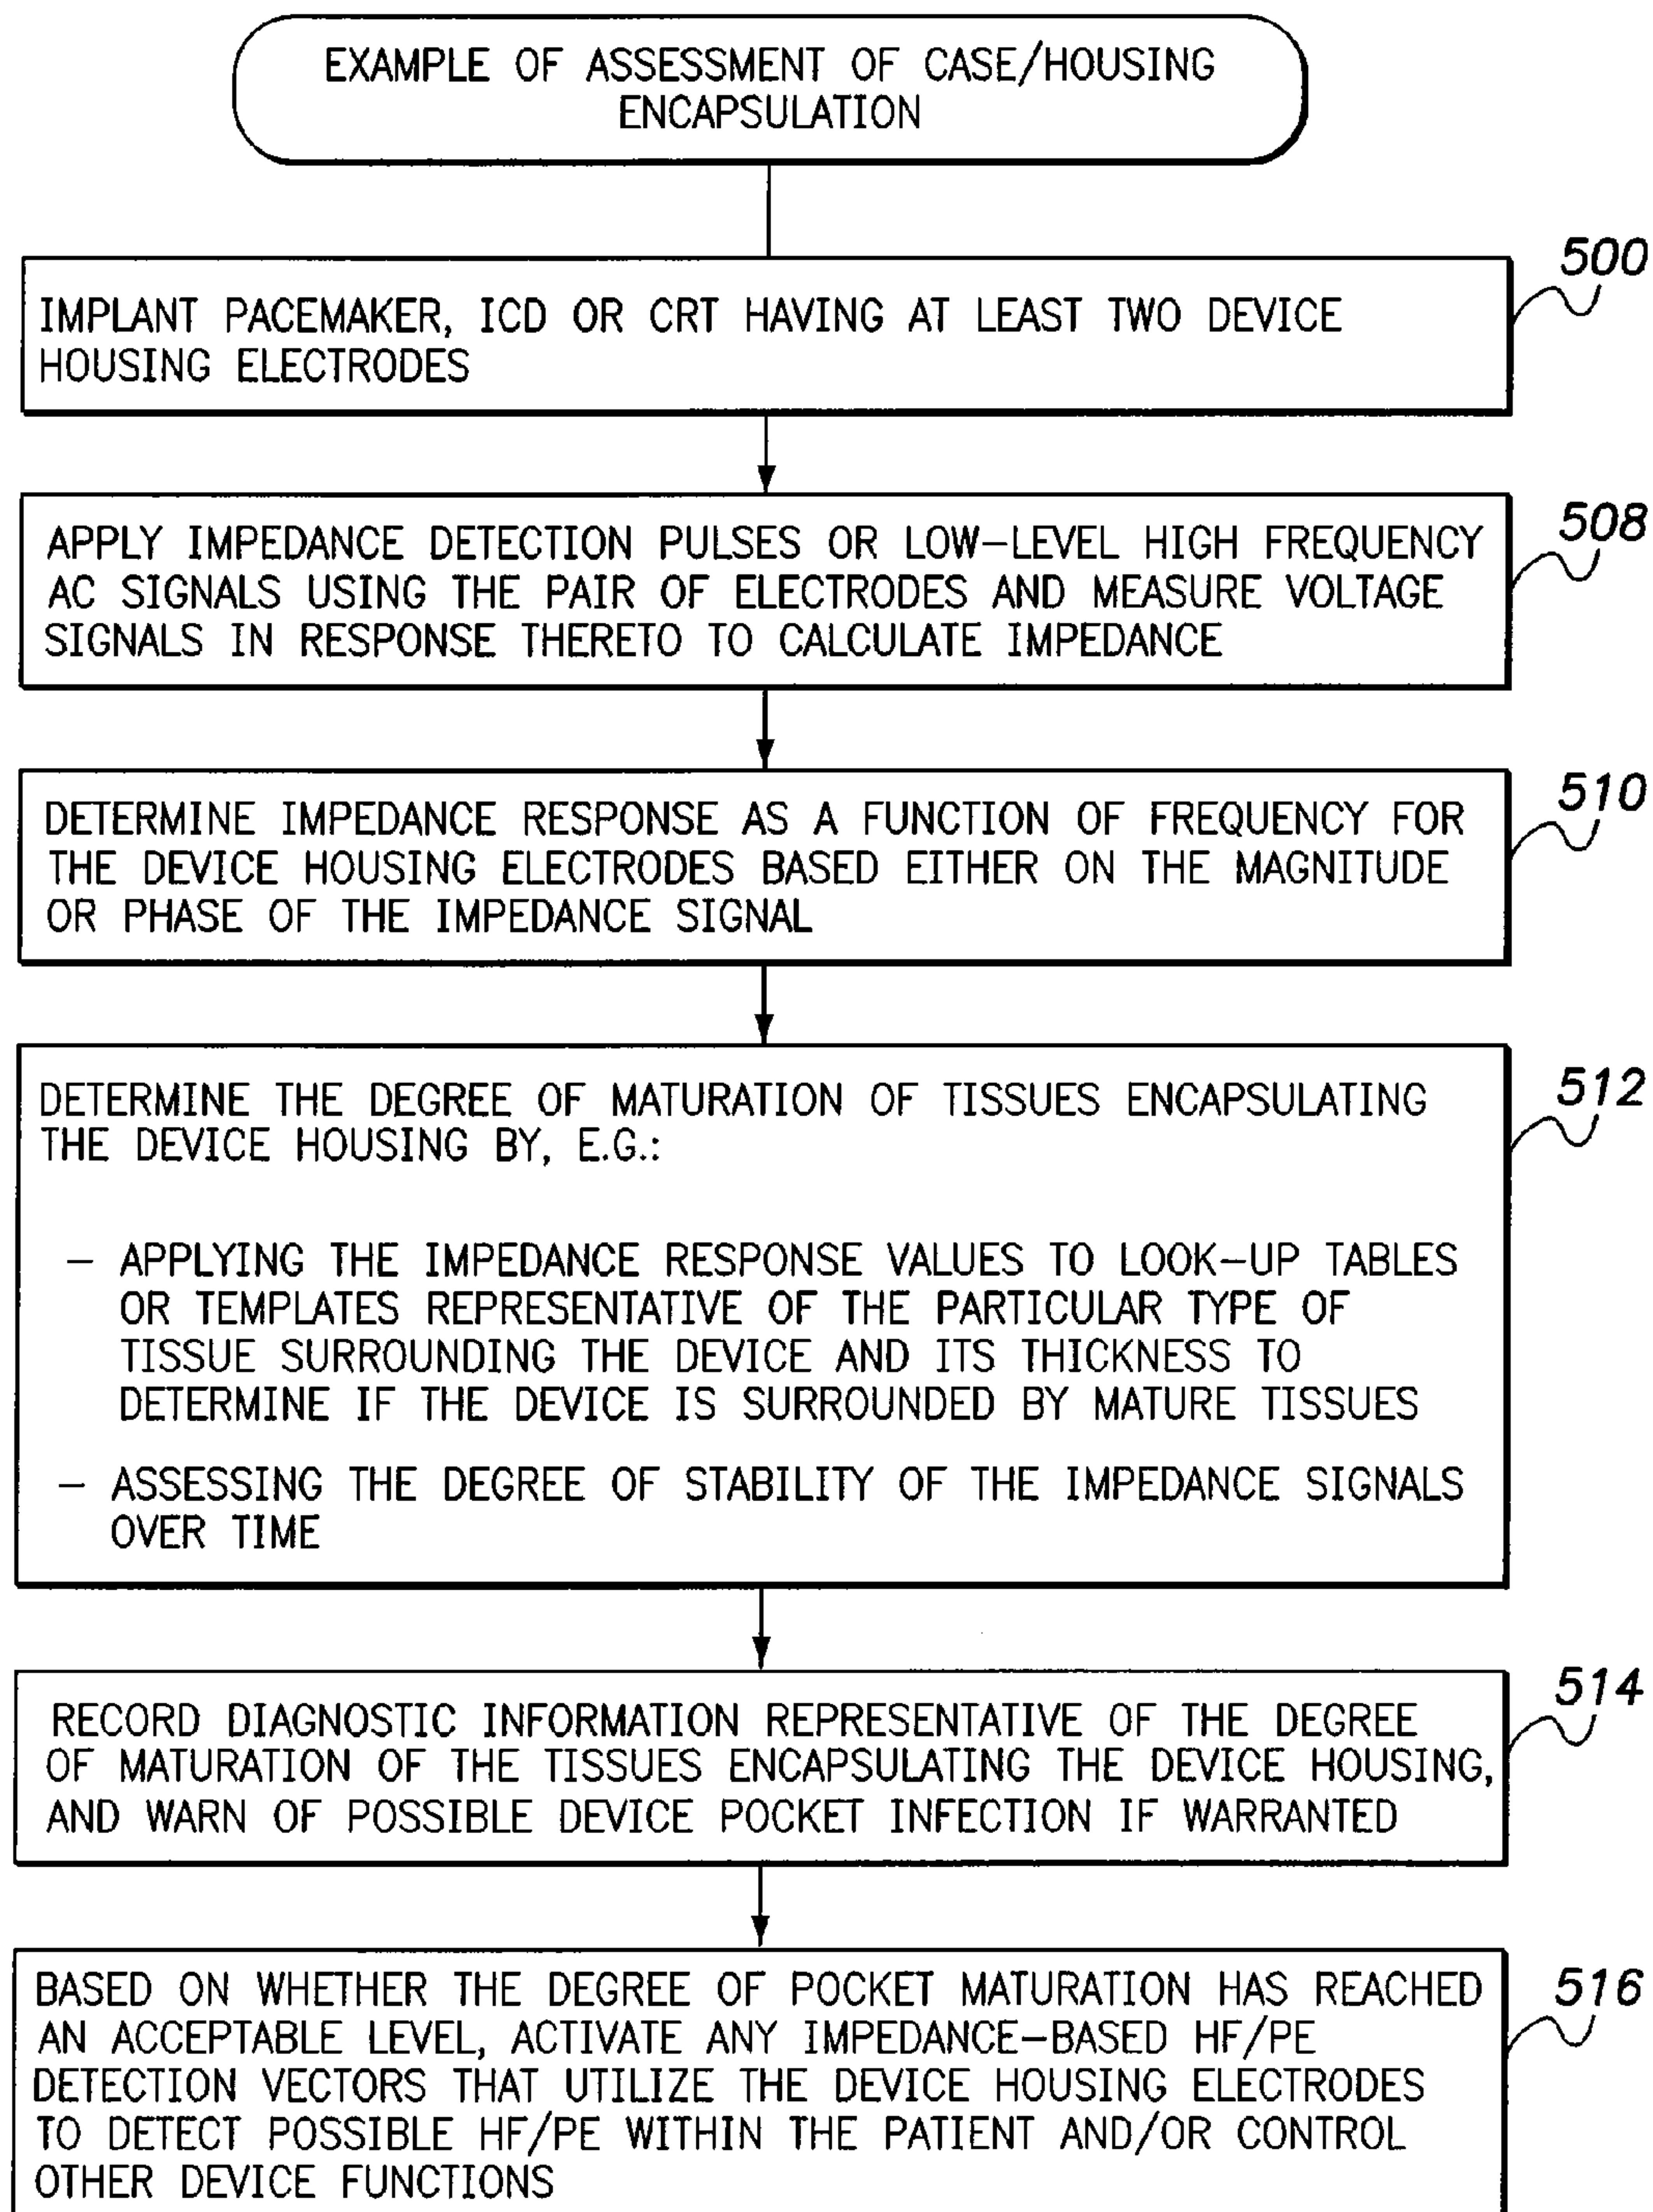 EXAMPLE OF ASSESSMENT OF CASE/HOUSING
ENCAPSULATION
500
IMPLANT PACEMAKER, ICD OR CRT HAVING AT LEAST TWO DEVICE
HOUSING ELECTRODES
508
APPLY IMPEDANCE DETECTION PULSES OR LOW-LEVEL HIGH FREQUENCY
AC SIGNALS USING THE PAIR OF ELECTRODES AND MEASURE VOLTAGE
SIGNALS IN RESPONSE THERETO TO CALCULATE IMPEDANCE
510
DETERMINE IMPEDANCE RESPONSE AS A FUNCTION OF FREQUENCY FOR
THE DEVICE HOUSING ELECTRODES BASED EITHER ON THE MAGNITUDE
OR PHASE OF THE IMPEDANCE SIGNAL
512
DETERMINE THE DEGREE OF MATURATION OF TISSUES ENCAPSULATING
THE DEVICE HOUSING BY, E.G.:
– APPLYING THE IMPEDANCE RESPONSE VALUES TO LOOK-UP TABLES
OR TEMPLATES REPRESENTATIVE OF THE PARTICULAR TYPE OF
TISSUE SURROUNDING THE DEVICE AND ITS THICKNESS TO
DETERMINE IF THE DEVICE IS SURROUNDED BY MATURE TISSUES
– ASSESSING THE DEGREE OF STABILITY OF THE IMPEDANCE SIGNALS
OVER TIME
514
RECORD DIAGNOSTIC INFORMATION REPRESENTATIVE OF THE DEGREE
OF MATURATION OF THE TISSUES ENCAPSULATING THE DEVICE HOUSING,
AND WARN OF POSSIBLE DEVICE POCKET INFECTION IF WARRANTED
516
BASED ON WHETHER THE DEGREE OF POCKET MATURATION HAS REACHED
AN ACCEPTABLE LEVEL, ACTIVATE ANY IMPEDANCE-BASED HF/PE
DETECTION VECTORS THAT UTILIZE THE DEVICE HOUSING ELECTRODES
TO DETECT POSSIBLE HF/PE WITHIN THE PATIENT AND/OR CONTROL
OTHER DEVICE FUNCTIONS